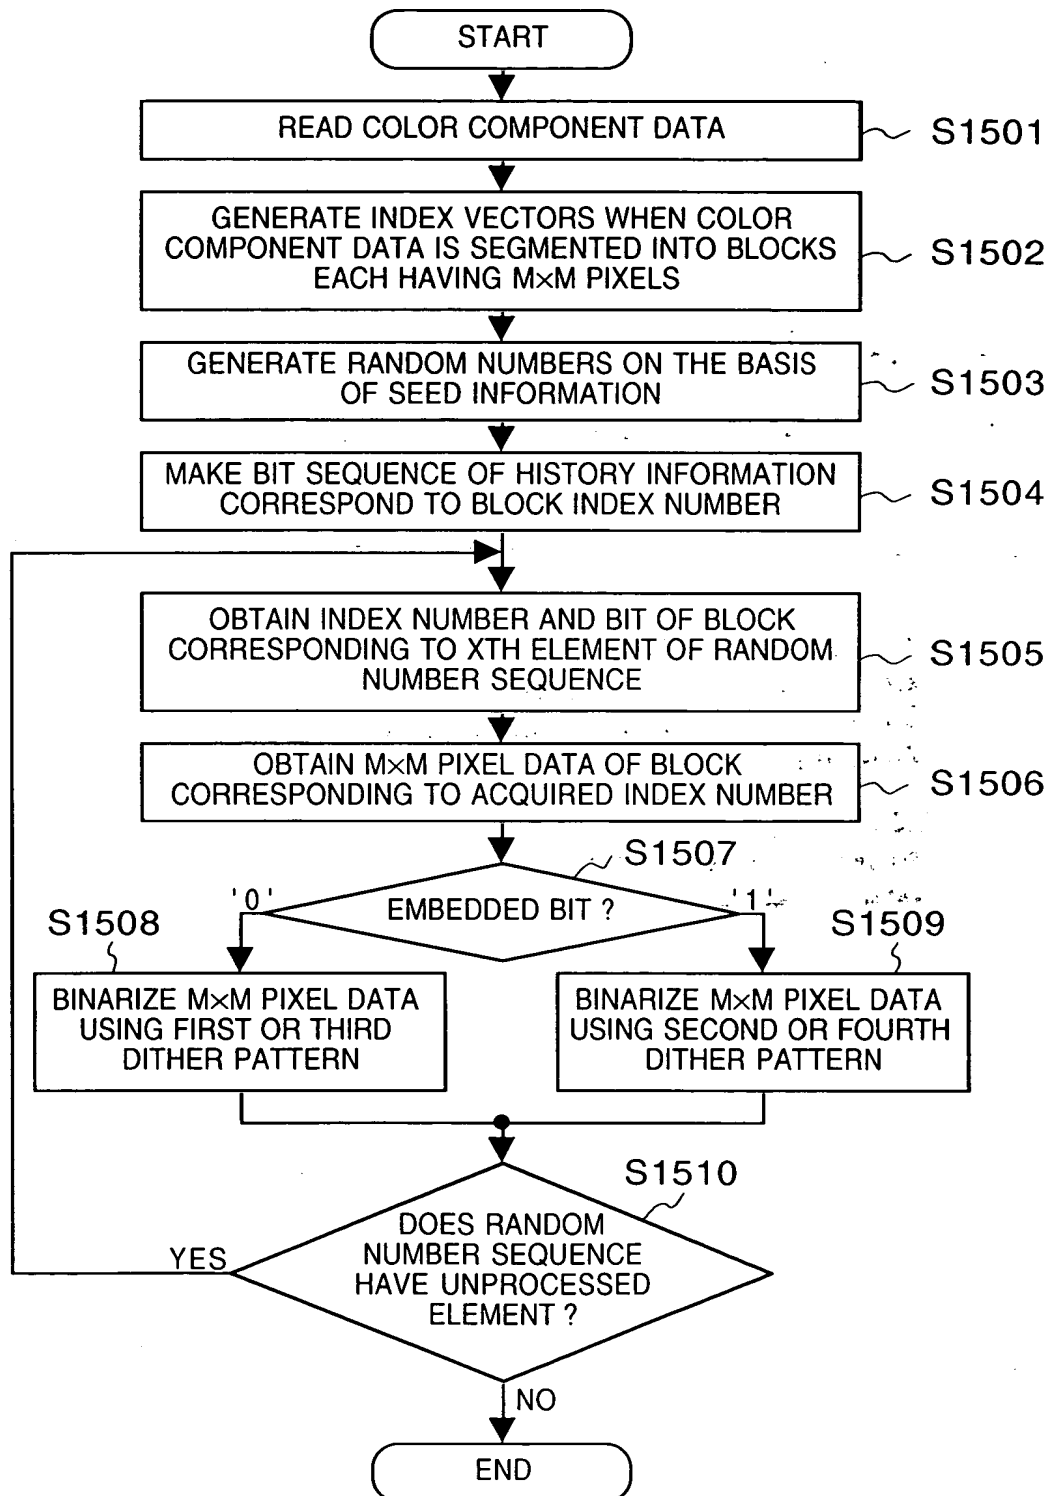 START
READ COLOR COMPONENT DATA
S1501
GENERATE INDEX VECTORS WHEN COLOR
COMPONENT DATA IS SEGMENTED INTO BLOCKS
EACH HAVING M×M PIXELS
S1502
GENERATE RANDOM NUMBERS ON THE BASIS
OF SEED INFORMATION
S1503
MAKE BIT SEQUENCE OF HISTORY INFORMATION
CORRESPOND TO BLOCK INDEX NUMBER
S1504
OBTAIN INDEX NUMBER AND BIT OF BLOCK
CORRESPONDING TO XTH ELEMENT OF RANDOM
NUMBER SEQUENCE
S1505
OBTAIN M×M PIXEL DATA OF BLOCK
CORRESPONDING TO ACQUIRED INDEX NUMBER
S1506
S1507
EMBEDDED BIT ?
'0'
'1'
S1508
BINARIZE M×M PIXEL DATA
USING FIRST OR THIRD
DITHER PATTERN
S1509
BINARIZE M×M PIXEL DATA
USING SECOND OR FOURTH
DITHER PATTERN
S1510
DOES RANDOM
NUMBER SEQUENCE
HAVE UNPROCESSED
ELEMENT ?
YES
NO
END